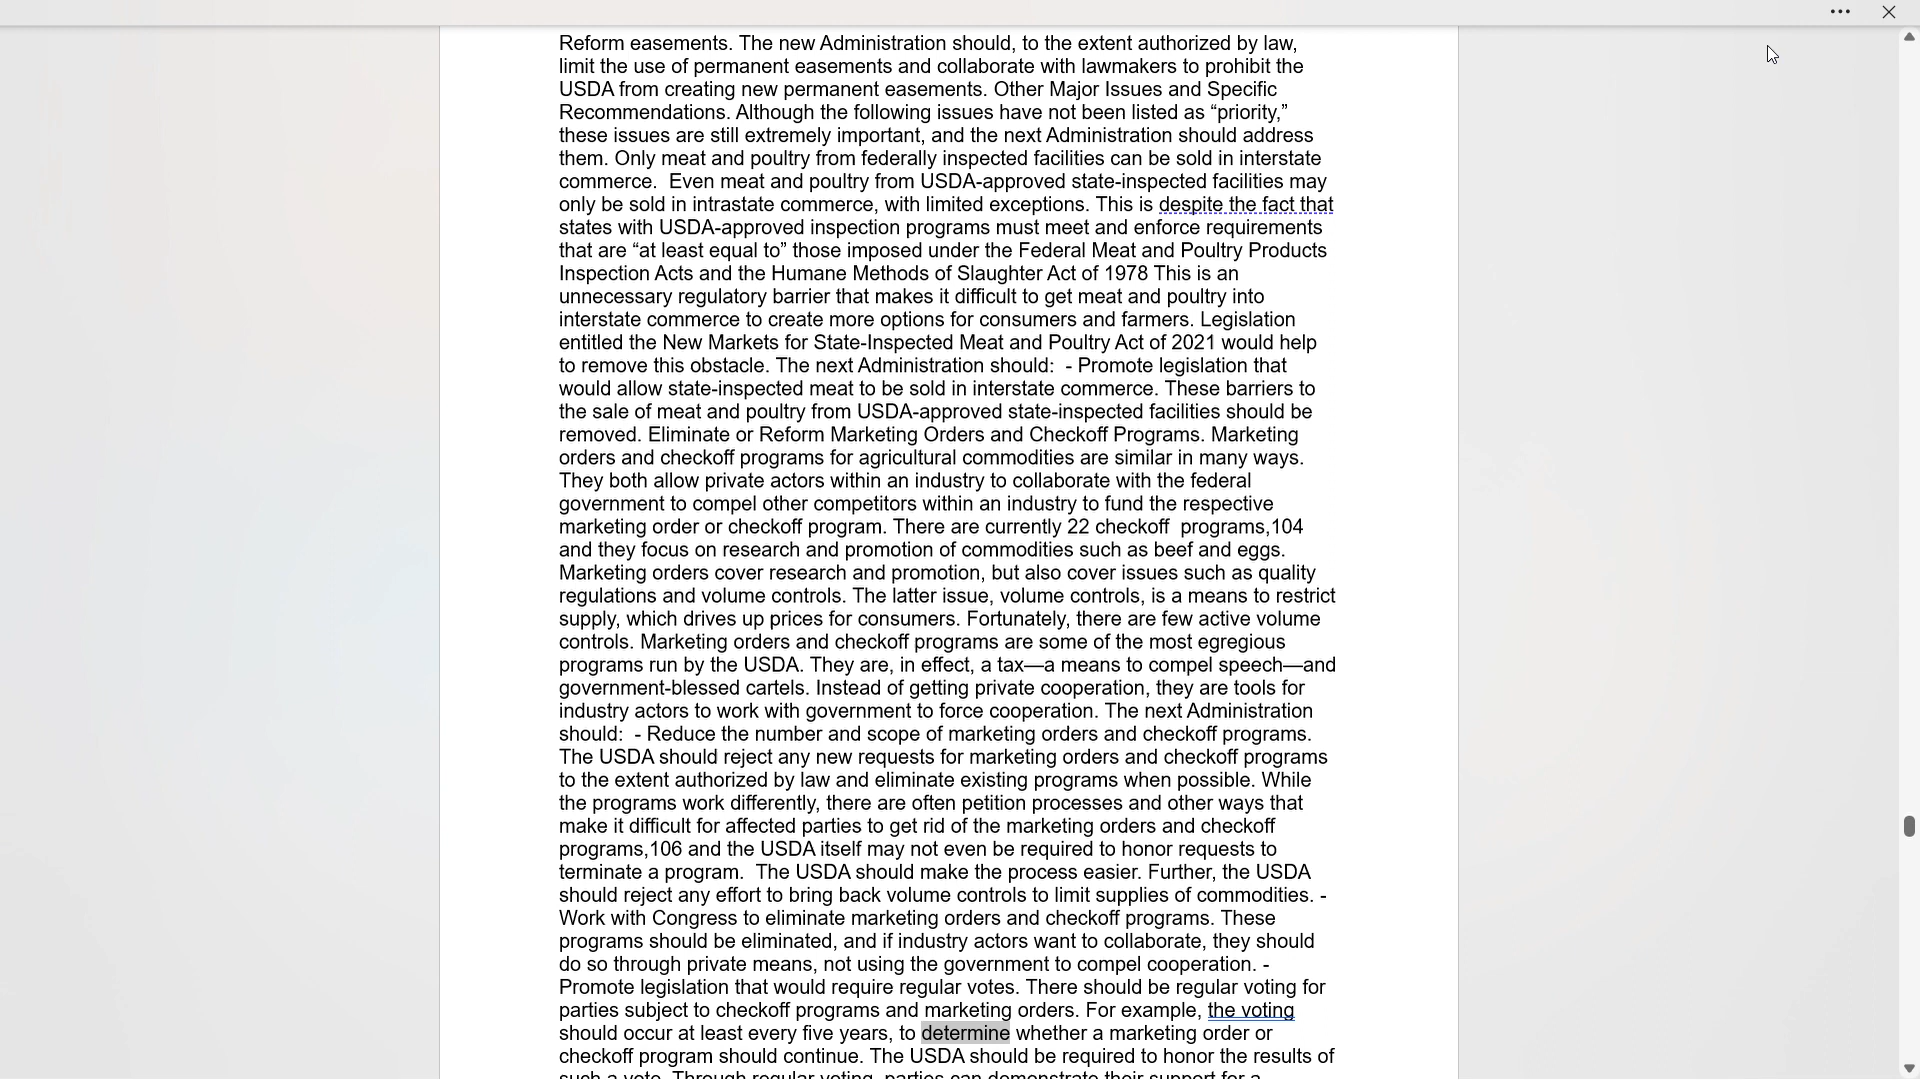 Reform easements. The new Administration should, to the extent authorized by law,
limit the use of permanent easements and collaborate with lawmakers to prohibit the
USDA from creating new permanent easements. Other Major Issues and Specific
Recommendations. Although the following issues have not been listed as “priority,”
these issues are still extremely important, and the next Administration should address
them. Only meat and poultry from federally inspected facilities can be sold in interstate
commerce.  Even meat and poultry from USDA-approved state-inspected facilities may
only be sold in intrastate commerce, with limited exceptions. This is despite the fact that
states with USDA-approved inspection programs must meet and enforce requirements
that are “at least equal to” those imposed under the Federal Meat and Poultry Products
Inspection Acts and the Humane Methods of Slaughter Act of 1978 This is an
unnecessary regulatory barrier that makes it difficult to get meat and poultry into
interstate commerce to create more options for consumers and farmers. Legislation
entitled the New Markets for State-Inspected Meat and Poultry Act of 2021 would help
to remove this obstacle. The next Administration should:  - Promote legislation that
would allow state-inspected meat to be sold in interstate commerce. These barriers to
the sale of meat and poultry from USDA-approved state-inspected facilities should be
removed. Eliminate or Reform Marketing Orders and Checkoff Programs. Marketing
orders and checkoff programs for agricultural commodities are similar in many ways.
They both allow private actors within an industry to collaborate with the federal
government to compel other competitors within an industry to fund the respective
marketing order or checkoff program. There are currently 22 checkoff  programs,104
and they focus on research and promotion of commodities such as beef and eggs.
Marketing orders cover research and promotion, but also cover issues such as quality
regulations and volume controls. The latter issue, volume controls, is a means to restrict
supply, which drives up prices for consumers. Fortunately, there are few active volume
controls. Marketing orders and checkoff programs are some of the most egregious
programs run by the USDA. They are, in effect, a tax—a means to compel speech—and
government-blessed cartels. Instead of getting private cooperation, they are tools for
industry actors to work with government to force cooperation. The next Administration
should:  - Reduce the number and scope of marketing orders and checkoff programs.
The USDA should reject any new requests for marketing orders and checkoff programs
to the extent authorized by law and eliminate existing programs when possible. While
the programs work differently, there are often petition processes and other ways that
make it difficult for affected parties to get rid of the marketing orders and checkoff
programs,106 and the USDA itself may not even be required to honor requests to
terminate a program.  The USDA should make the process easier. Further, the USDA
should reject any effort to bring back volume controls to limit supplies of commodities. -
Work with Congress to eliminate marketing orders and checkoff programs. These
programs should be eliminated, and if industry actors want to collaborate, they should
do so through private means, not using the government to compel cooperation. -
Promote legislation that would require regular votes. There should be regular voting for
parties subject to checkoff programs and marketing orders. For example, the voting
should occur at least every five years, to determine whether a marketing order or
checkoff program should continue. The USDA should be required to honor the results of
such a vote. Through regular voting, parties can demonstrate their support for a